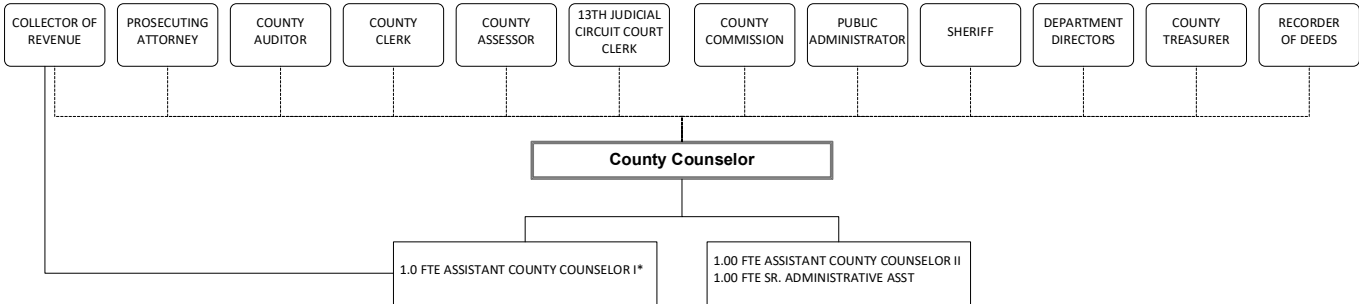 COLLECTOR OF
REVENUE
PROSECUTING
ATTORNEY
COUNTY
AUDITOR
COUNTY
CLERK
COUNTY
ASSESSOR
13TH JUDICIAL
CIRCUIT COURT
CLERK
COUNTY
COMMISSION
PUBLIC
ADMINISTRATOR
SHERIFF
DEPARTMENT
DIRECTORS
COUNTY
TREASURER
RECORDER
OF DEEDS
County Counselor
1.0 FTE ASSISTANT COUNTY COUNSELOR I*
1.00 FTE ASSISTANT COUNTY COUNSELOR II
1.00 FTE SR. ADMINISTRATIVE ASST